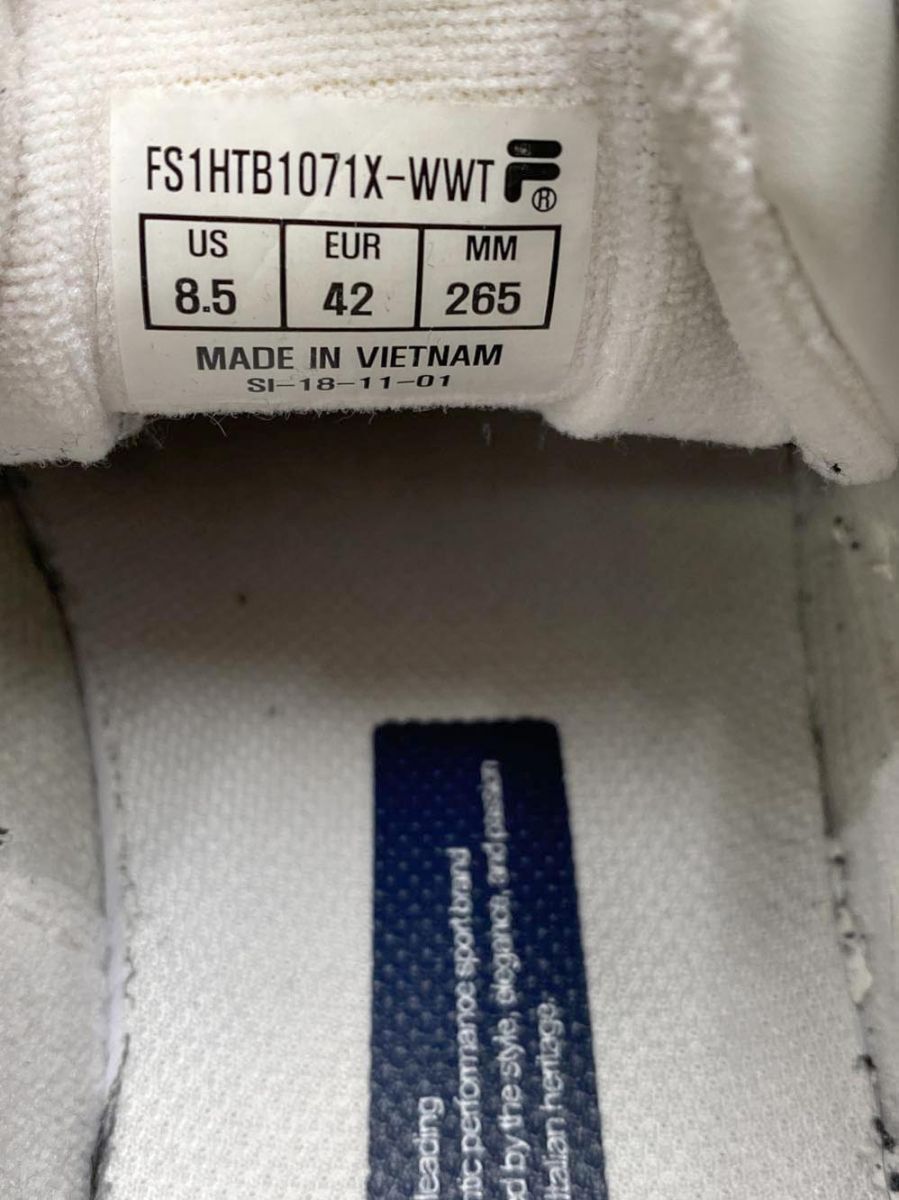 FS1HTB1071X-WWT F®
US EUR MM
8.5 42 265
MADE IN VIETNAM
SI-18-11-01
leading
performance sport brand
by the style, elegance, and passion
Italian heritage.